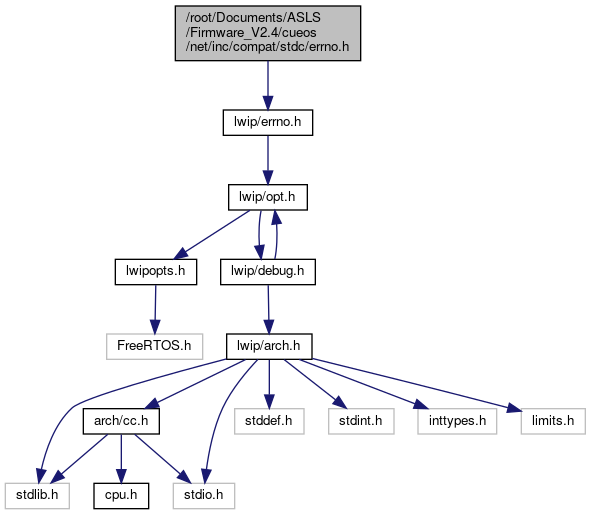 /root/Documents/ASLS
/Firmware_V2.4/cueos
/net/inc/compat/stdc/errno.h
lwip/errno.h
lwip/opt.h
lwipopts.h
lwip/debug.h
FreeRTOS.h
lwip/arch.h
arch/cc.h
stddef.h
stdint.h
inttypes.h
limits.h
stdlib.h
cpu.h
stdio.h